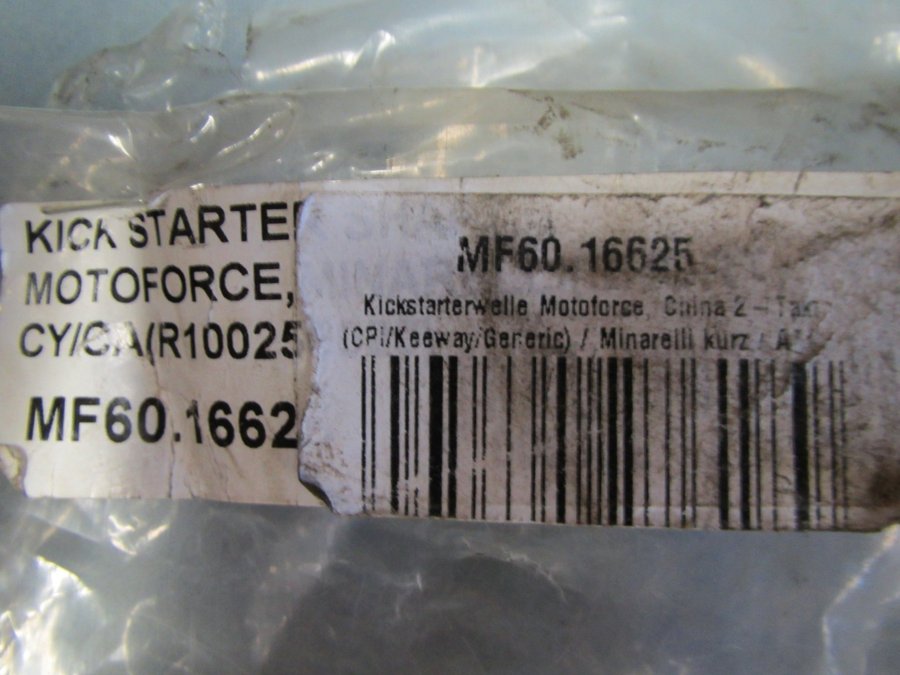 KICK STARTER
MOTOFORCE,
CY/CA(R10025
MF60.1662
MF60.16625
Kickstarterwelle Motoforce, China 2-Takt
(CPI/Keeway/Generic) / Minarelli kurz /